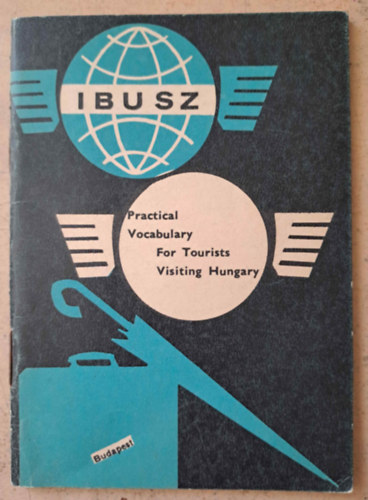 IBUSZ
Practical
Vocabulary
For Tourists
Visiting Hungary
Budapest